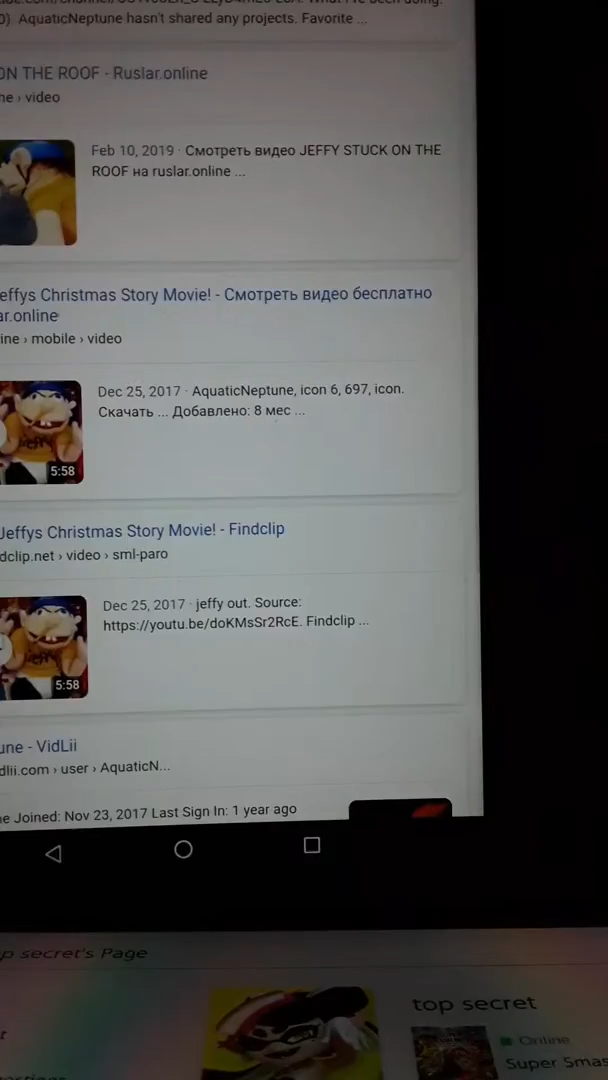 AquaticNeptune hasn't shared any projects. Favorite ...
ON THE ROOF - Ruslar.online
› video
Feb 10, 2019 · Смотреть видео JEFFY STUCK ON THE
ROOF на ruslar.online ...
effys Christmas Story Movie! - Смотреть видео бесплатно
ar.online
ine › mobile › video
Dec 25, 2017 · AquaticNeptune, icon 6, 697, icon.
Скачать ... Добавлено: 8 мес ...
5:58
Jeffys Christmas Story Movie! - Findclip
dclip.net › video › sml-paro
Dec 25, 2017 · jeffy out. Source:
https://youtu.be/doKMsSr2RcE. Findclip ...
5:58
une - VidLii
dlii.com › user › AquaticN...
e Joined: Nov 23, 2017 Last Sign In: 1 year ago
p secret's Page
top secret
Online
Super Smas